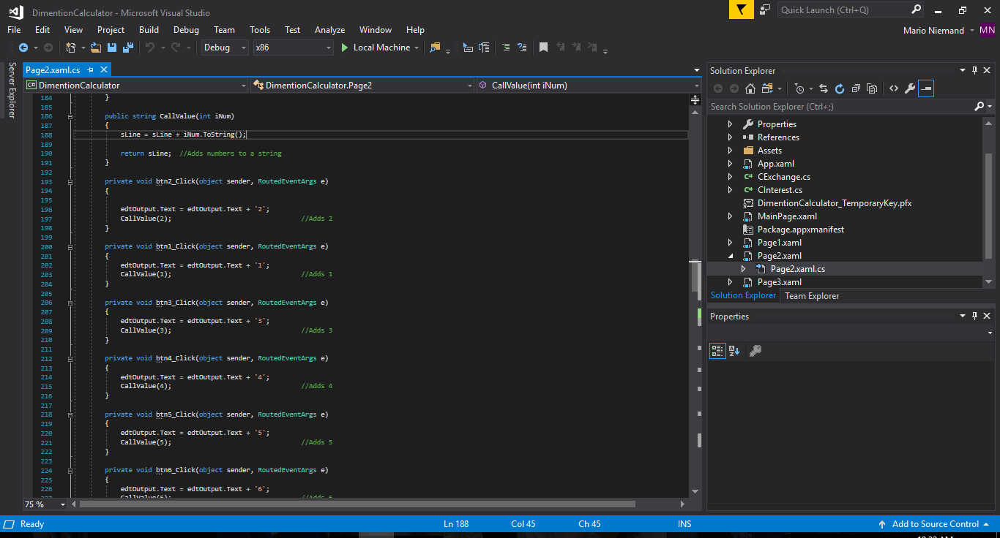 DimentionCalculator - Microsoft Visual Studio
Quick Launch (Ctrl+Q)
File Edit View Project Build Debug Team Tools Test Analyze Window Help
Mario Niemand MN
Debug x86 Local Machine
Server Explorer
Page2.xaml.cs
C# DimentionCalculator DimentionCalculator.Page2 CallValue(int iNum)
184 }
185
186 public string CallValue(int iNum)
187 {
188 sLine = sLine + iNum.ToString();
189
190 return sLine; //Adds numbers to a string
191 }
192
193 private void btn2_Click(object sender, RoutedEventArgs e)
194 {
195
196 edtOutput.Text = edtOutput.Text + '2';
197 CallValue(2); //Adds 2
198 }
199
200 private void btn1_Click(object sender, RoutedEventArgs e)
201 {
202 edtOutput.Text = edtOutput.Text + '1';
203 CallValue(1); //Adds 1
204 }
205
206 private void btn3_Click(object sender, RoutedEventArgs e)
207 {
208 edtOutput.Text = edtOutput.Text + '3';
209 CallValue(3); //Adds 3
210 }
211
212 private void btn4_Click(object sender, RoutedEventArgs e)
213 {
214 edtOutput.Text = edtOutput.Text + '4';
215 CallValue(4); //Adds 4
216 }
217
218 private void btn5_Click(object sender, RoutedEventArgs e)
219 {
220 edtOutput.Text = edtOutput.Text + '5';
221 CallValue(5); //Adds 5
222 }
223
224 private void btn6_Click(object sender, RoutedEventArgs e)
225 {
226 edtOutput.Text = edtOutput.Text + '6';
227 CallValue(6); //Adds 6
75 %
Solution Explorer
Search Solution Explorer (Ctrl+;)
Properties
References
Assets
App.xaml
C# CExchange.cs
C# CInterest.cs
DimentionCalculator_TemporaryKey.pfx
MainPage.xaml
Package.appxmanifest
Page1.xaml
Page2.xaml
Page2.xaml.cs
Page3.xaml
Solution Explorer Team Explorer
Properties
Ready Ln 188 Col 45 Ch 45 INS Add to Source Control